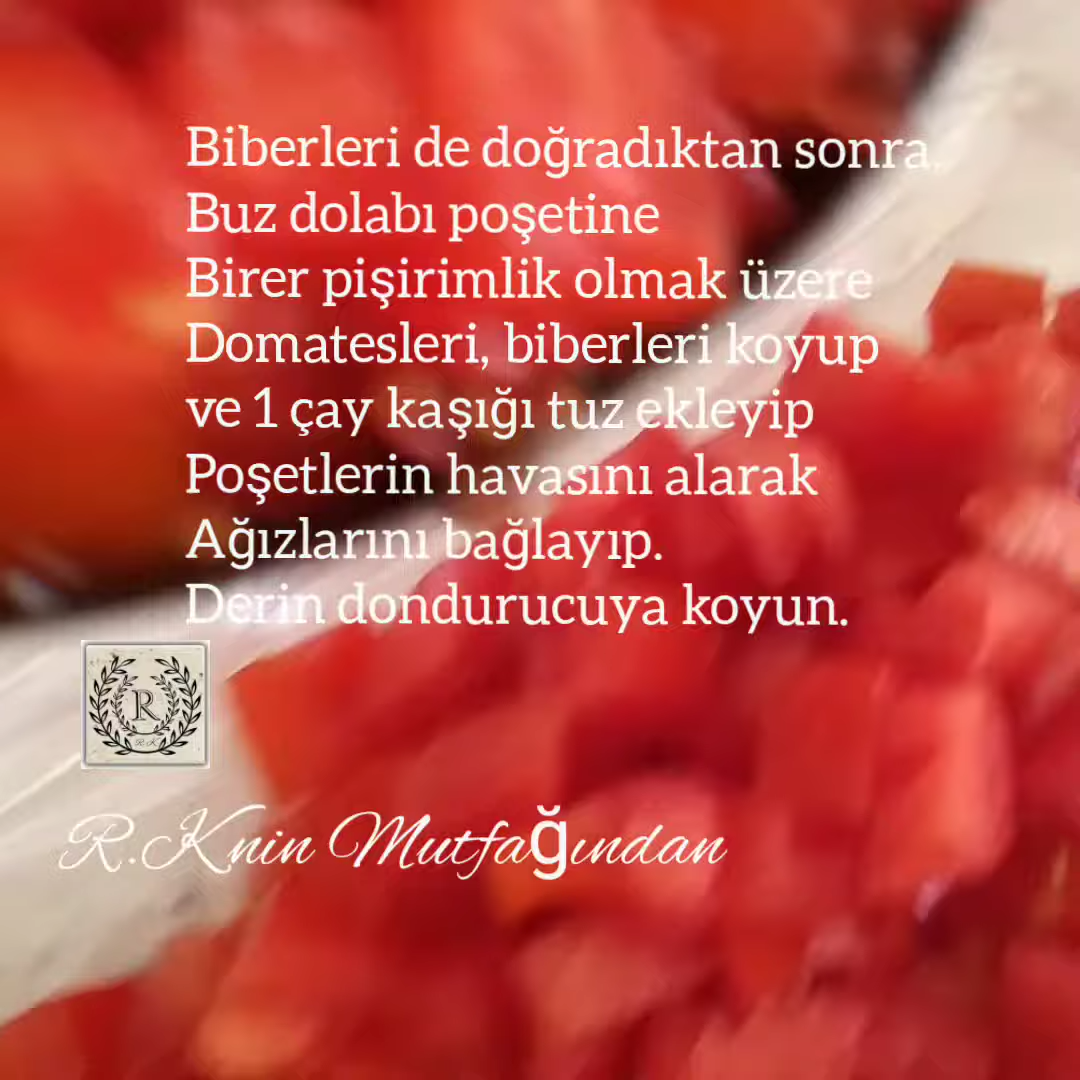 Biberleri de doğradıktan sonra,
Buz dolabı poşetine
Birer pişirimlik olmak üzere
Domatesleri, biberleri koyup
ve 1 çay kaşığı tuz ekleyip
Poşetlerin havasını alarak
Ağızlarını bağlayıp.
Derin dondurucuya koyun.
R
R.K
R.Knin Mutfağından